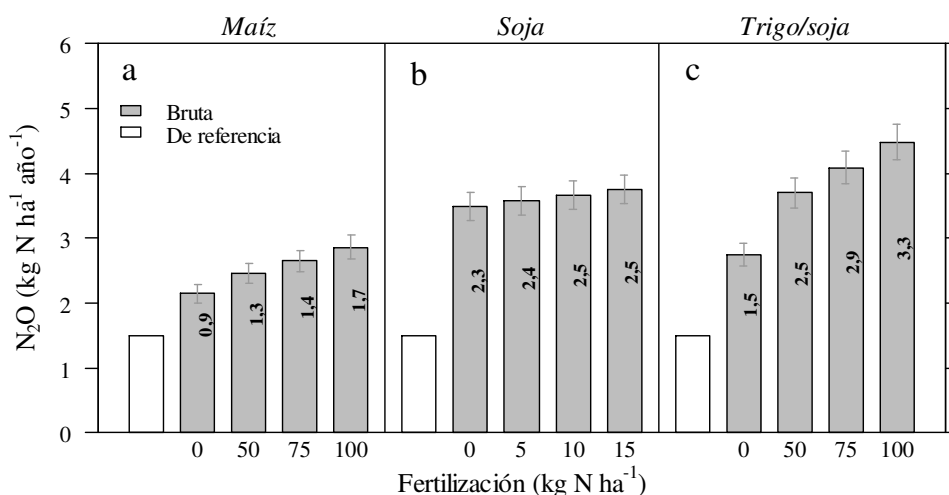 Maíz Soja Trigo/soja
6 a b c
Bruta
5 De referencia
4
3
2
1
0
N₂O (kg N ha⁻¹ año⁻¹)
0,9 1,3 1,4 1,7 2,3 2,4 2,5 2,5 1,5 2,5 2,9 3,3
0 50 75 100 0 5 10 15 0 50 75 100
Fertilización (kg N ha⁻¹)